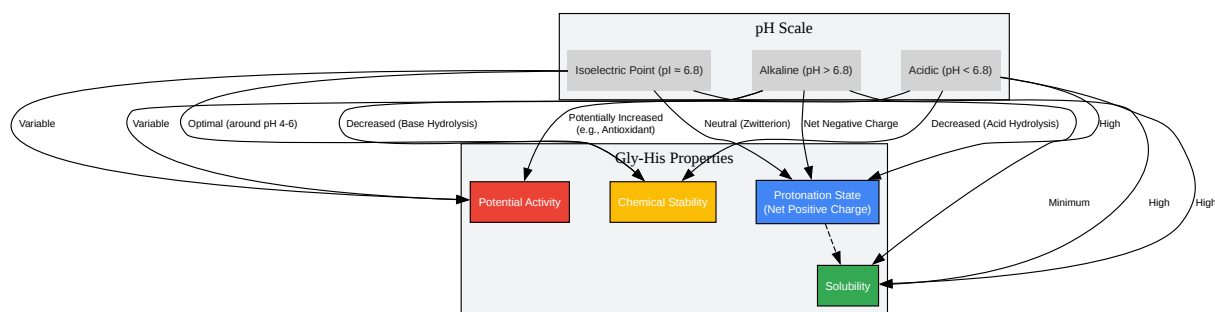 pH Scale
Isoelectric Point (pI ≈ 6.8)
Alkaline (pH > 6.8)
Acidic (pH < 6.8)
Variable
Variable
Optimal (around pH 4-6)
Decreased (Base Hydrolysis)
Potentially Increased
(e.g., Antioxidant)
Neutral (Zwitterion)
Net Negative Charge
Decreased (Acid Hydrolysis)
High
Gly-His Properties
Potential Activity
Chemical Stability
Protonation State
(Net Positive Charge)
Minimum
High
High
Solubility